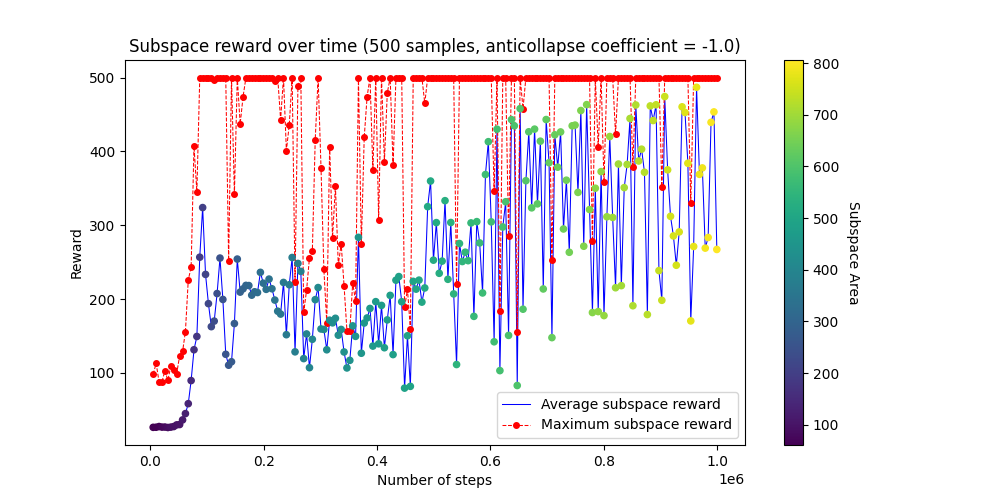 Subspace reward over time (500 samples, anticollapse coefficient = -1.0)
Reward
500
400
300
200
100
0.0
0.2
0.4
0.6
0.8
1.0
1e6
Number of steps
Average subspace reward
Maximum subspace reward
800
700
600
500
400
300
200
100
Subspace Area